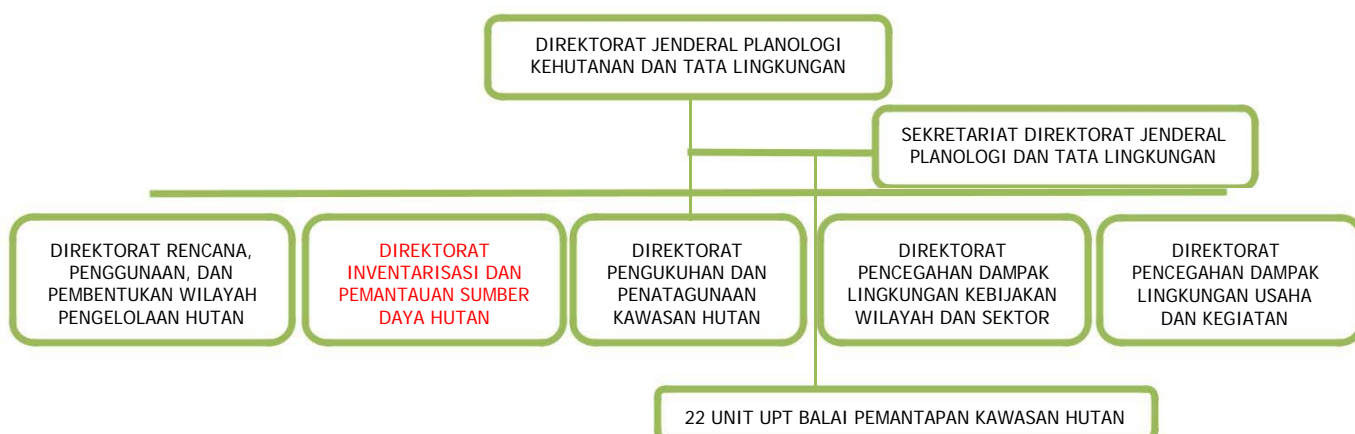 DIREKTORAT JENDERAL PLANOLOGI
KEHUTANAN DAN TATA LINGKUNGAN
SEKRETARIAT DIREKTORAT JENDERAL
PLANOLOGI DAN TATA LINGKUNGAN
DIREKTORAT RENCANA,
PENGGUNAAN, DAN
PEMBENTUKAN WILAYAH
PENGELOLAAN HUTAN
DIREKTORAT
INVENTARISASI DAN
PEMANTAUAN SUMBER
DAYA HUTAN
DIREKTORAT
PENGUKUHAN DAN
PENATAGUNAAN
KAWASAN HUTAN
DIREKTORAT
PENCEGAHAN DAMPAK
LINGKUNGAN KEBIJAKAN
WILAYAH DAN SEKTOR
DIREKTORAT
PENCEGAHAN DAMPAK
LINGKUNGAN USAHA
DAN KEGIATAN
22 UNIT UPT BALAI PEMANTAPAN KAWASAN HUTAN